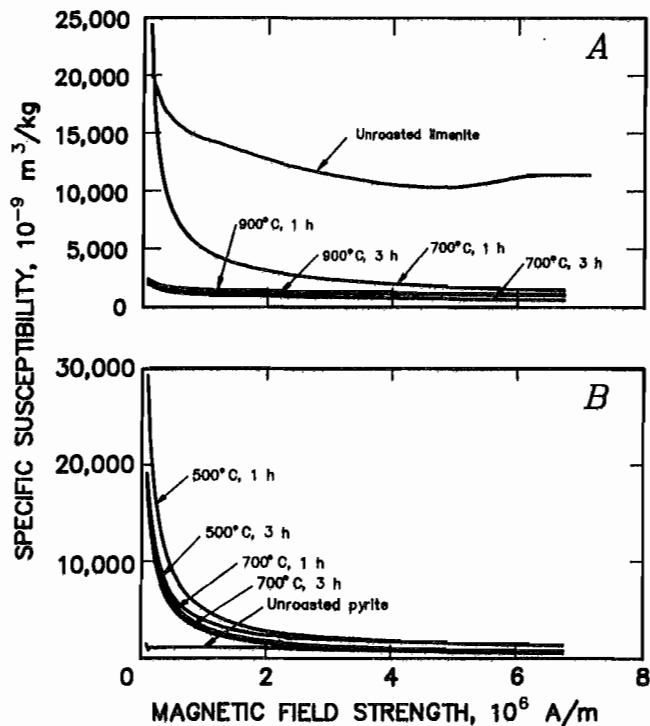 SPECIFIC SUSCEPTIBILITY, 10⁻⁹ m³/kg
25,000
20,000
15,000
10,000
5,000
0
A
Unroasted ilmenite
900°C, 1 h
900°C, 3 h
700°C, 1 h
700°C, 3 h
30,000
20,000
10,000
B
500°C, 1 h
500°C, 3 h
700°C, 1 h
700°C, 3 h
Unroasted pyrite
0 2 4 6 8
MAGNETIC FIELD STRENGTH, 10⁶ A/m